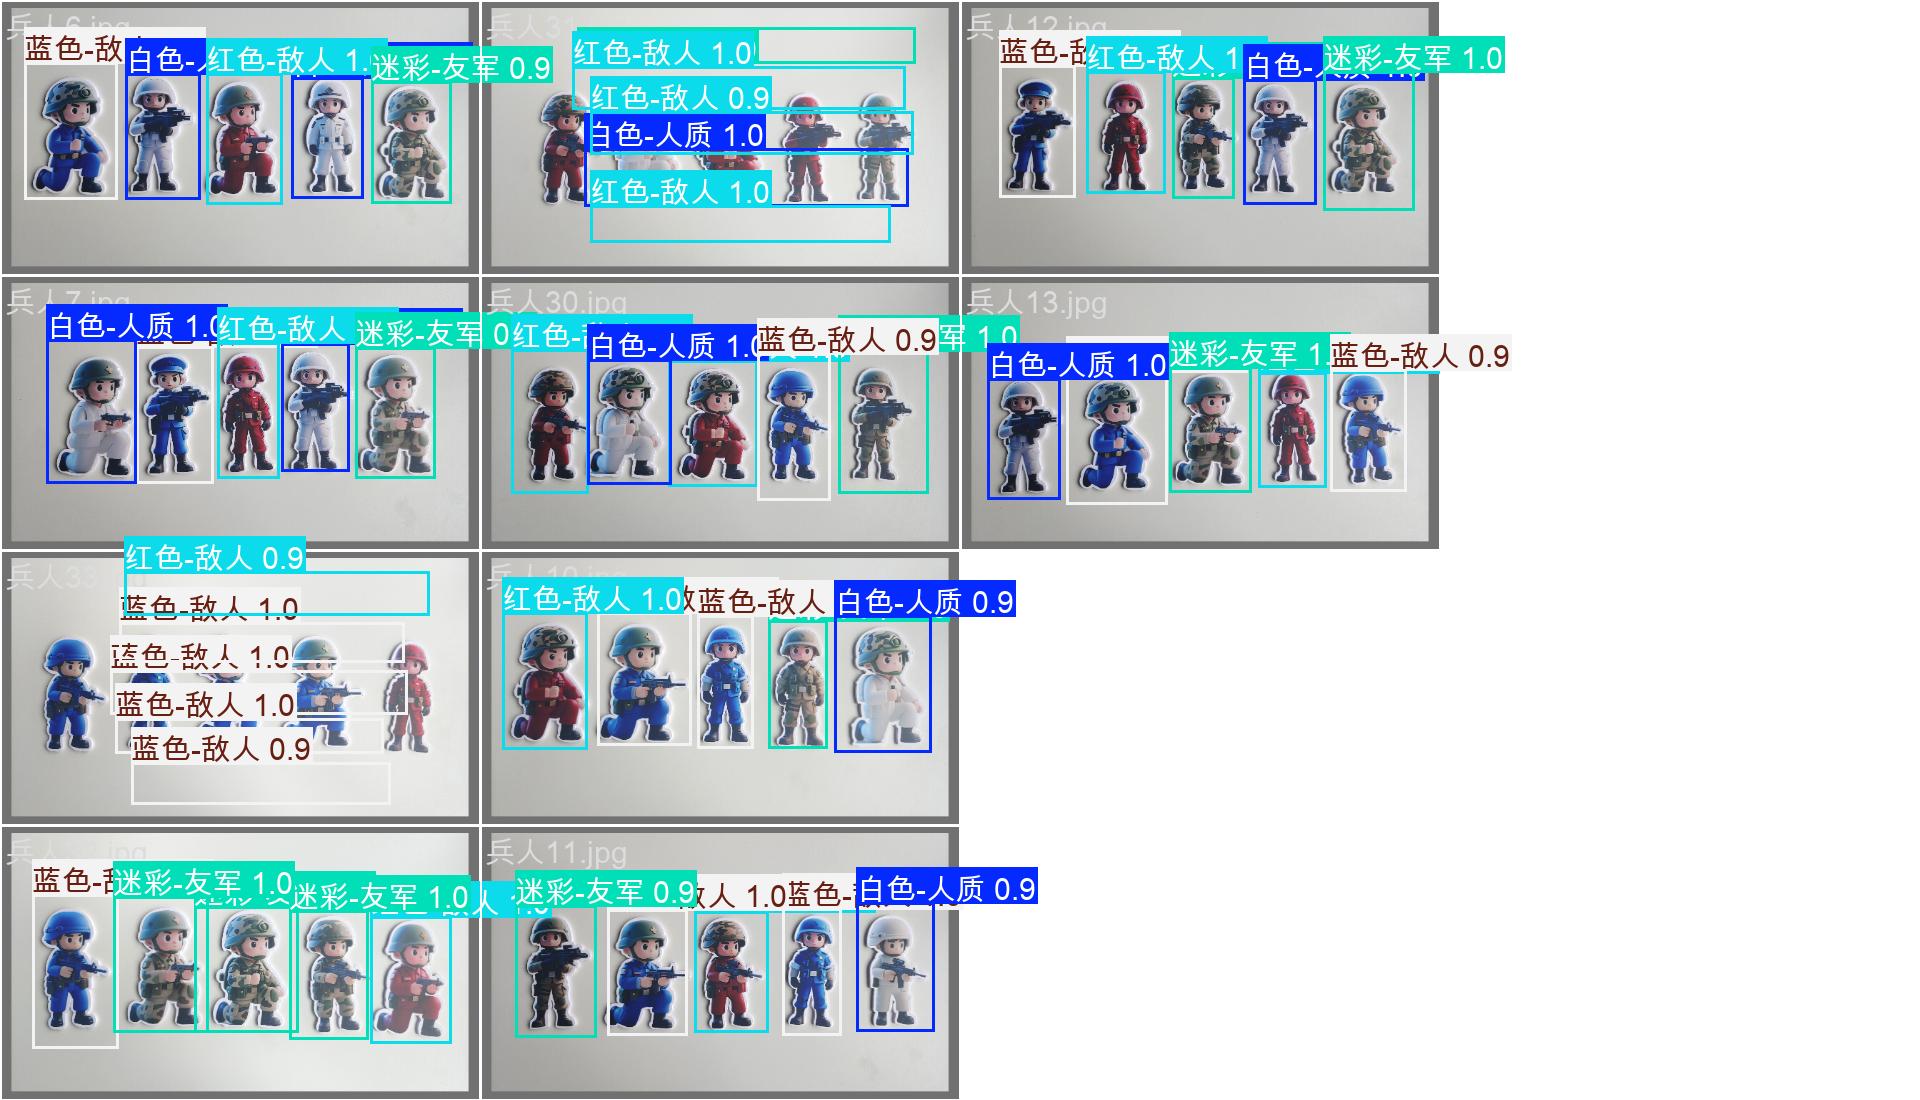 兵人6.jpg
蓝色-敌
白色-
红色-敌人 1.
迷彩-友军 0.9
兵人31
红色-敌人 1.0
红色-敌人 0.9
白色-人质 1.0
红色-敌人 1.0
兵人12.jpg
蓝色-敌
红色-敌人 1
白色-人质 1.0
迷彩-友军 1.0
兵人7.jpg
白色-人质 1.0
红色-敌人
迷彩-友军 0
兵人30.jpg
红色-敌
白色-人质 1.0
蓝色-敌人 0.9
军 1.0
兵人13.jpg
白色-人质 1.0
迷彩-友军 1.
蓝色-敌人 0.9
兵人33
红色-敌人 0.9
蓝色-敌人 1.0
蓝色-敌人 1.0
蓝色-敌人 1.0
蓝色-敌人 0.9
兵人10.jpg
红色-敌人 1.0
蓝色-敌人
白色-人质 0.9
蓝色-敌
迷彩-友军 1.0
迷彩-友军 1.0
兵人11.jpg
迷彩-友军 0.9
敌人 1.0
蓝色-敌
白色-人质 0.9